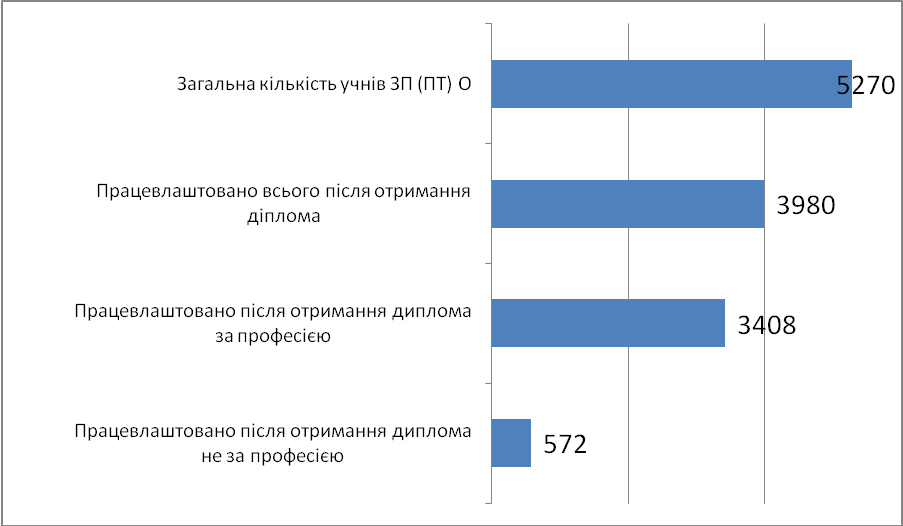 Загальна кількість учнів ЗП (ПТ) О
5270
Працевлаштовано всього після отримання
діплома
3980
Працевлаштовано після отримання диплома
за професією
3408
Працевлаштовано після отримання диплома
не за професією
572